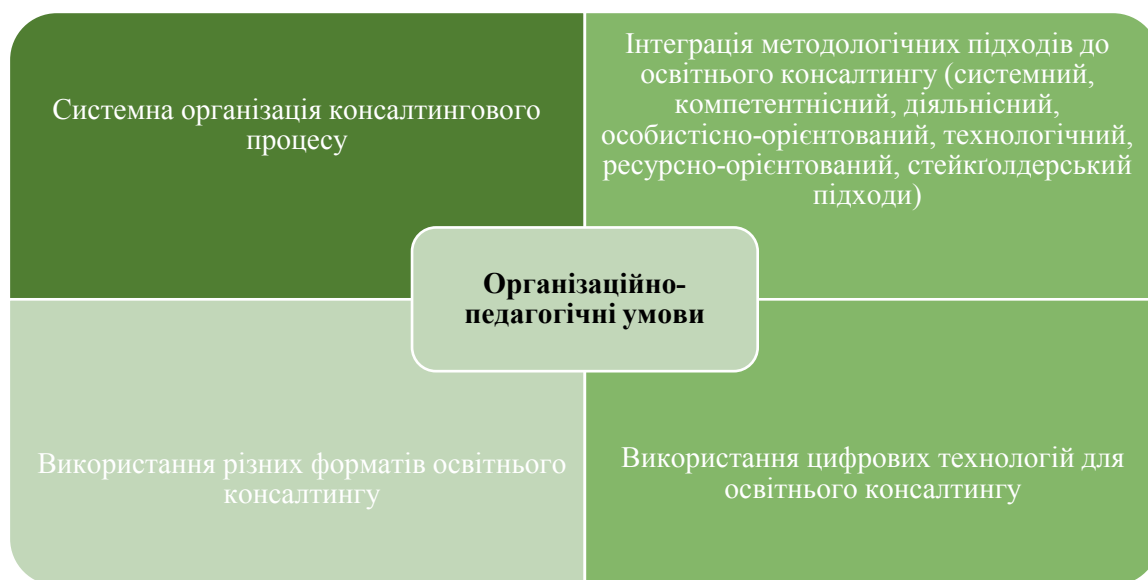 Системна організація консалтингового
процесу
Інтеграція методологічних підходів до
освітнього консалтингу (системний,
компетентнісний, діяльнісний,
особистісно-орієнтований, технологічний,
ресурсно-орієнтований, стейкґолдерський
підходи)
Організаційно-
педагогічні умови
Використання різних форматів освітнього
консалтингу
Використання цифрових технологій для
освітнього консалтингу